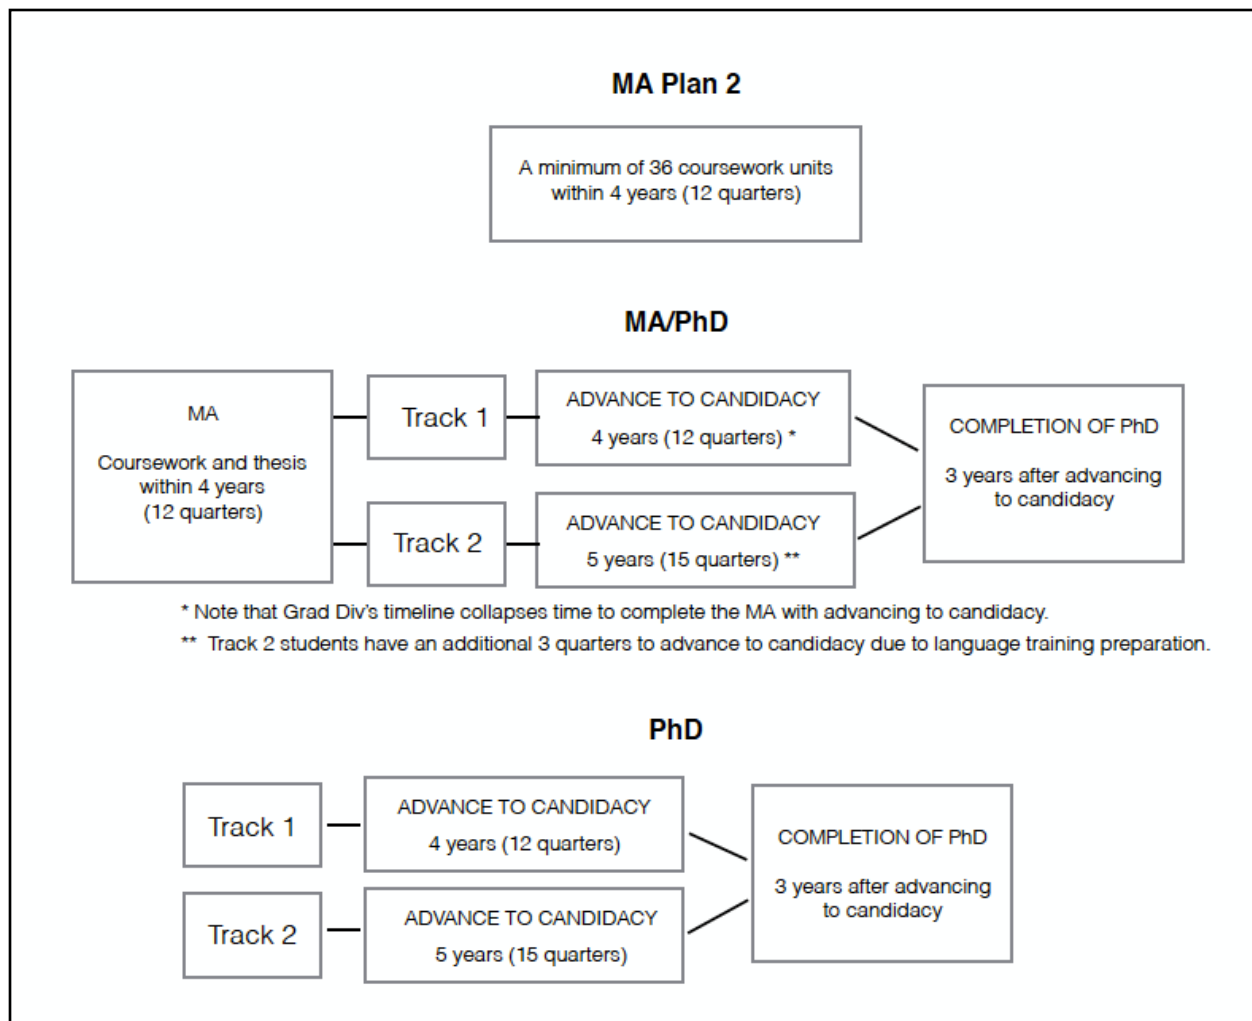 MA Plan 2
A minimum of 36 coursework units
within 4 years (12 quarters)
MA/PhD
MA
Coursework and thesis
within 4 years
(12 quarters)
Track 1
ADVANCE TO CANDIDACY
4 years (12 quarters) *
Track 2
ADVANCE TO CANDIDACY
5 years (15 quarters) **
COMPLETION OF PhD
3 years after advancing
to candidacy
* Note that Grad Div's timeline collapses time to complete the MA with advancing to candidacy.
** Track 2 students have an additional 3 quarters to advance to candidacy due to language training preparation.
PhD
Track 1
ADVANCE TO CANDIDACY
4 years (12 quarters)
Track 2
ADVANCE TO CANDIDACY
5 years (15 quarters)
COMPLETION OF PhD
3 years after advancing
to candidacy